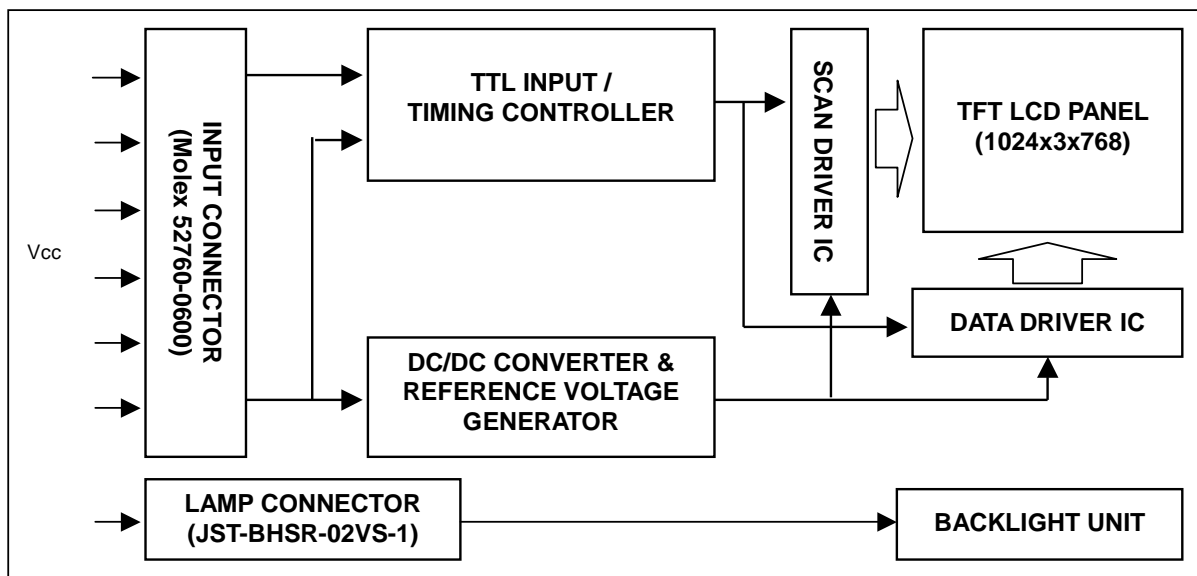 Vcc
INPUT CONNECTOR
(Molex 52760-0600)
TTL INPUT /
TIMING CONTROLLER
SCAN DRIVER IC
TFT LCD PANEL
(1024x3x768)
DATA DRIVER IC
DC/DC CONVERTER &
REFERENCE VOLTAGE
GENERATOR
LAMP CONNECTOR
(JST-BHSR-02VS-1)
BACKLIGHT UNIT